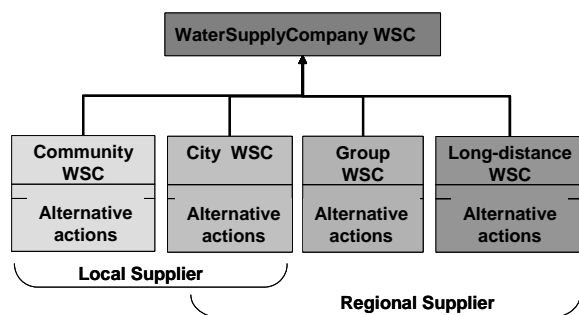 WaterSupplyCompany WSC
Community
WSC
City WSC
Group
WSC
Long-distance
WSC
Alternative
actions
Alternative
actions
Alternative
actions
Alternative
actions
Local Supplier
Regional Supplier